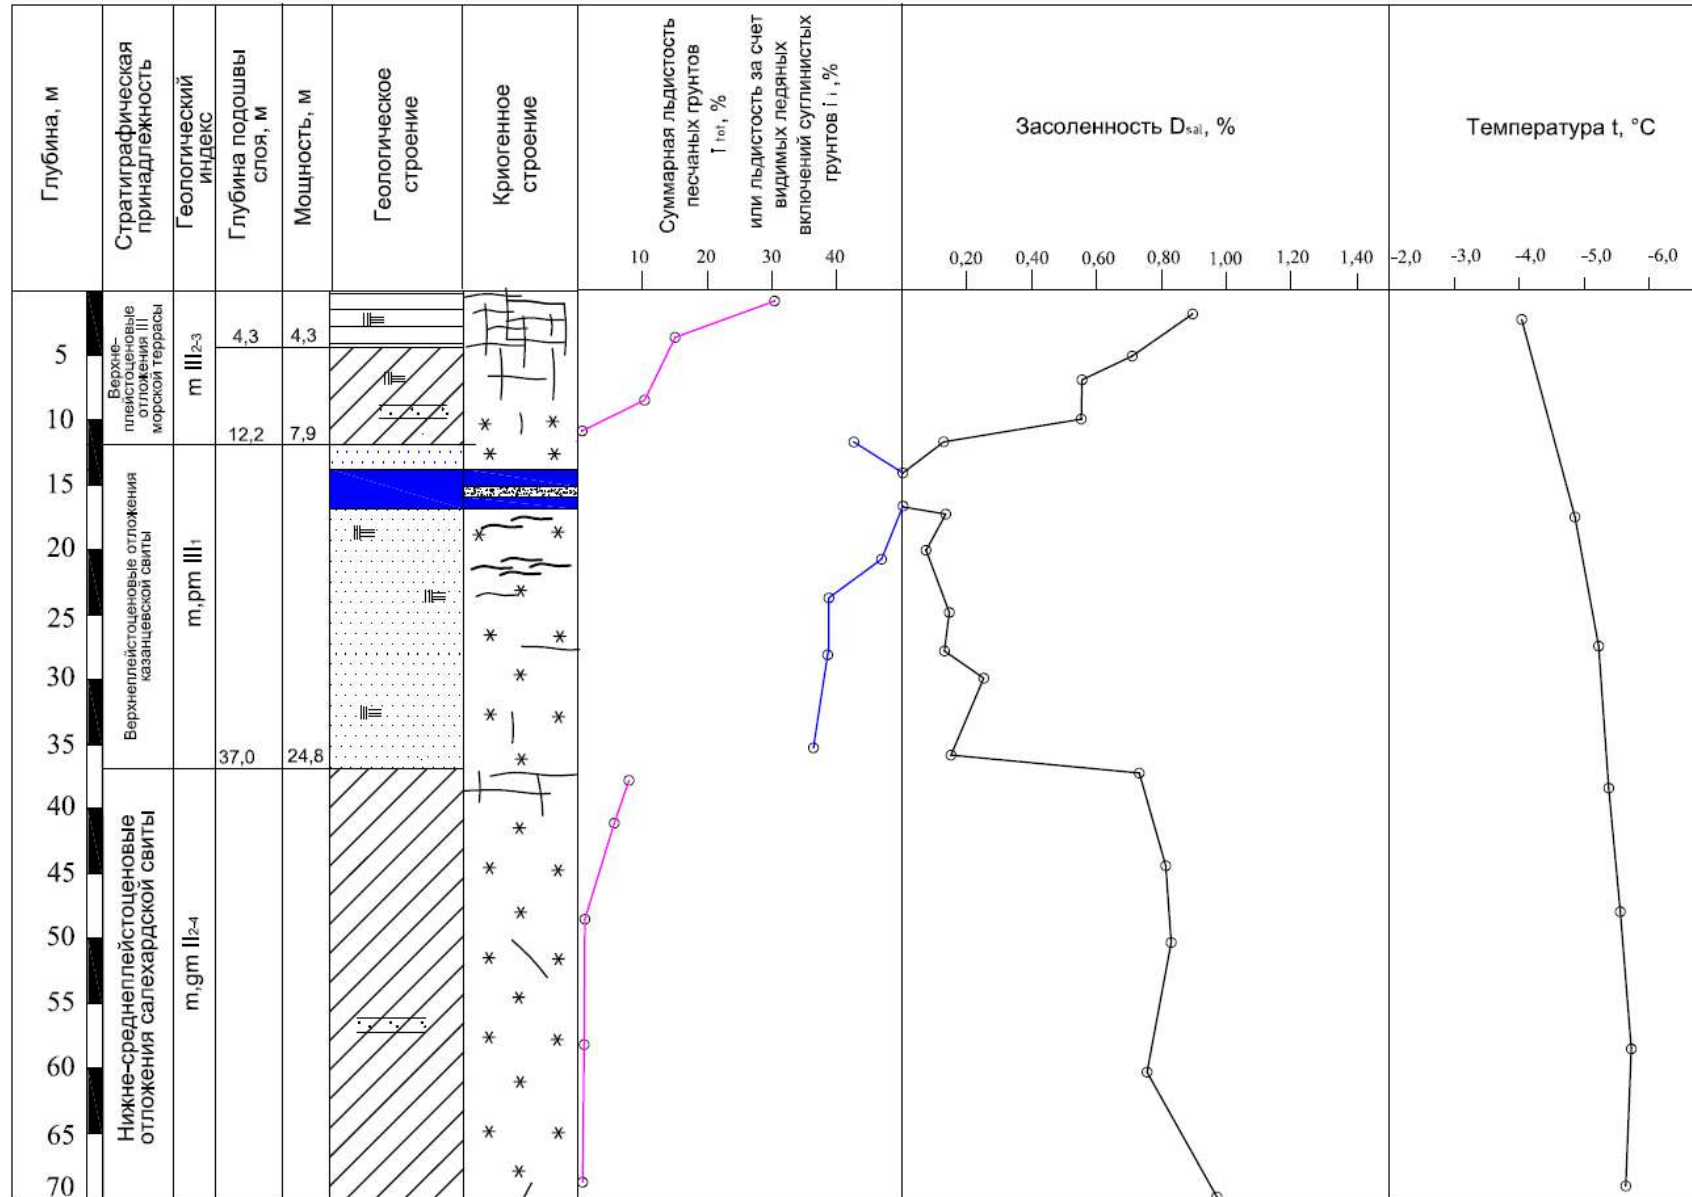 Глубина, м
Стратиграфическая
принадлежность
Геологический
индекс
Глубина подошвы
слоя, м
Мощность, м
Геологическое
строение
Криогенное
строение
Суммарная льдистость
песчаных грунтов
i tot, %
или льдистость за счет
видимых ледяных
включений суглинистых
грунтов i i, %
Засоленность Dsal, %
Температура t, °C
10 20 30 40
0,20 0,40 0,60 0,80 1,00 1,20 1,40
-2,0 -3,0 -4,0 -5,0 -6,0
5
10
15
20
25
30
35
40
45
50
55
60
65
70
Верхне-
плейстоценовые
отложения III
морской террасы
m III2-3
4,3 4,3
12,2 7,9
Верхнеплейстоценовые отложения
казанцевской свиты
m,pm III1
37,0 24,8
Нижне-среднеплейстоценовые
отложения салехардской свиты
m,gm II2-4